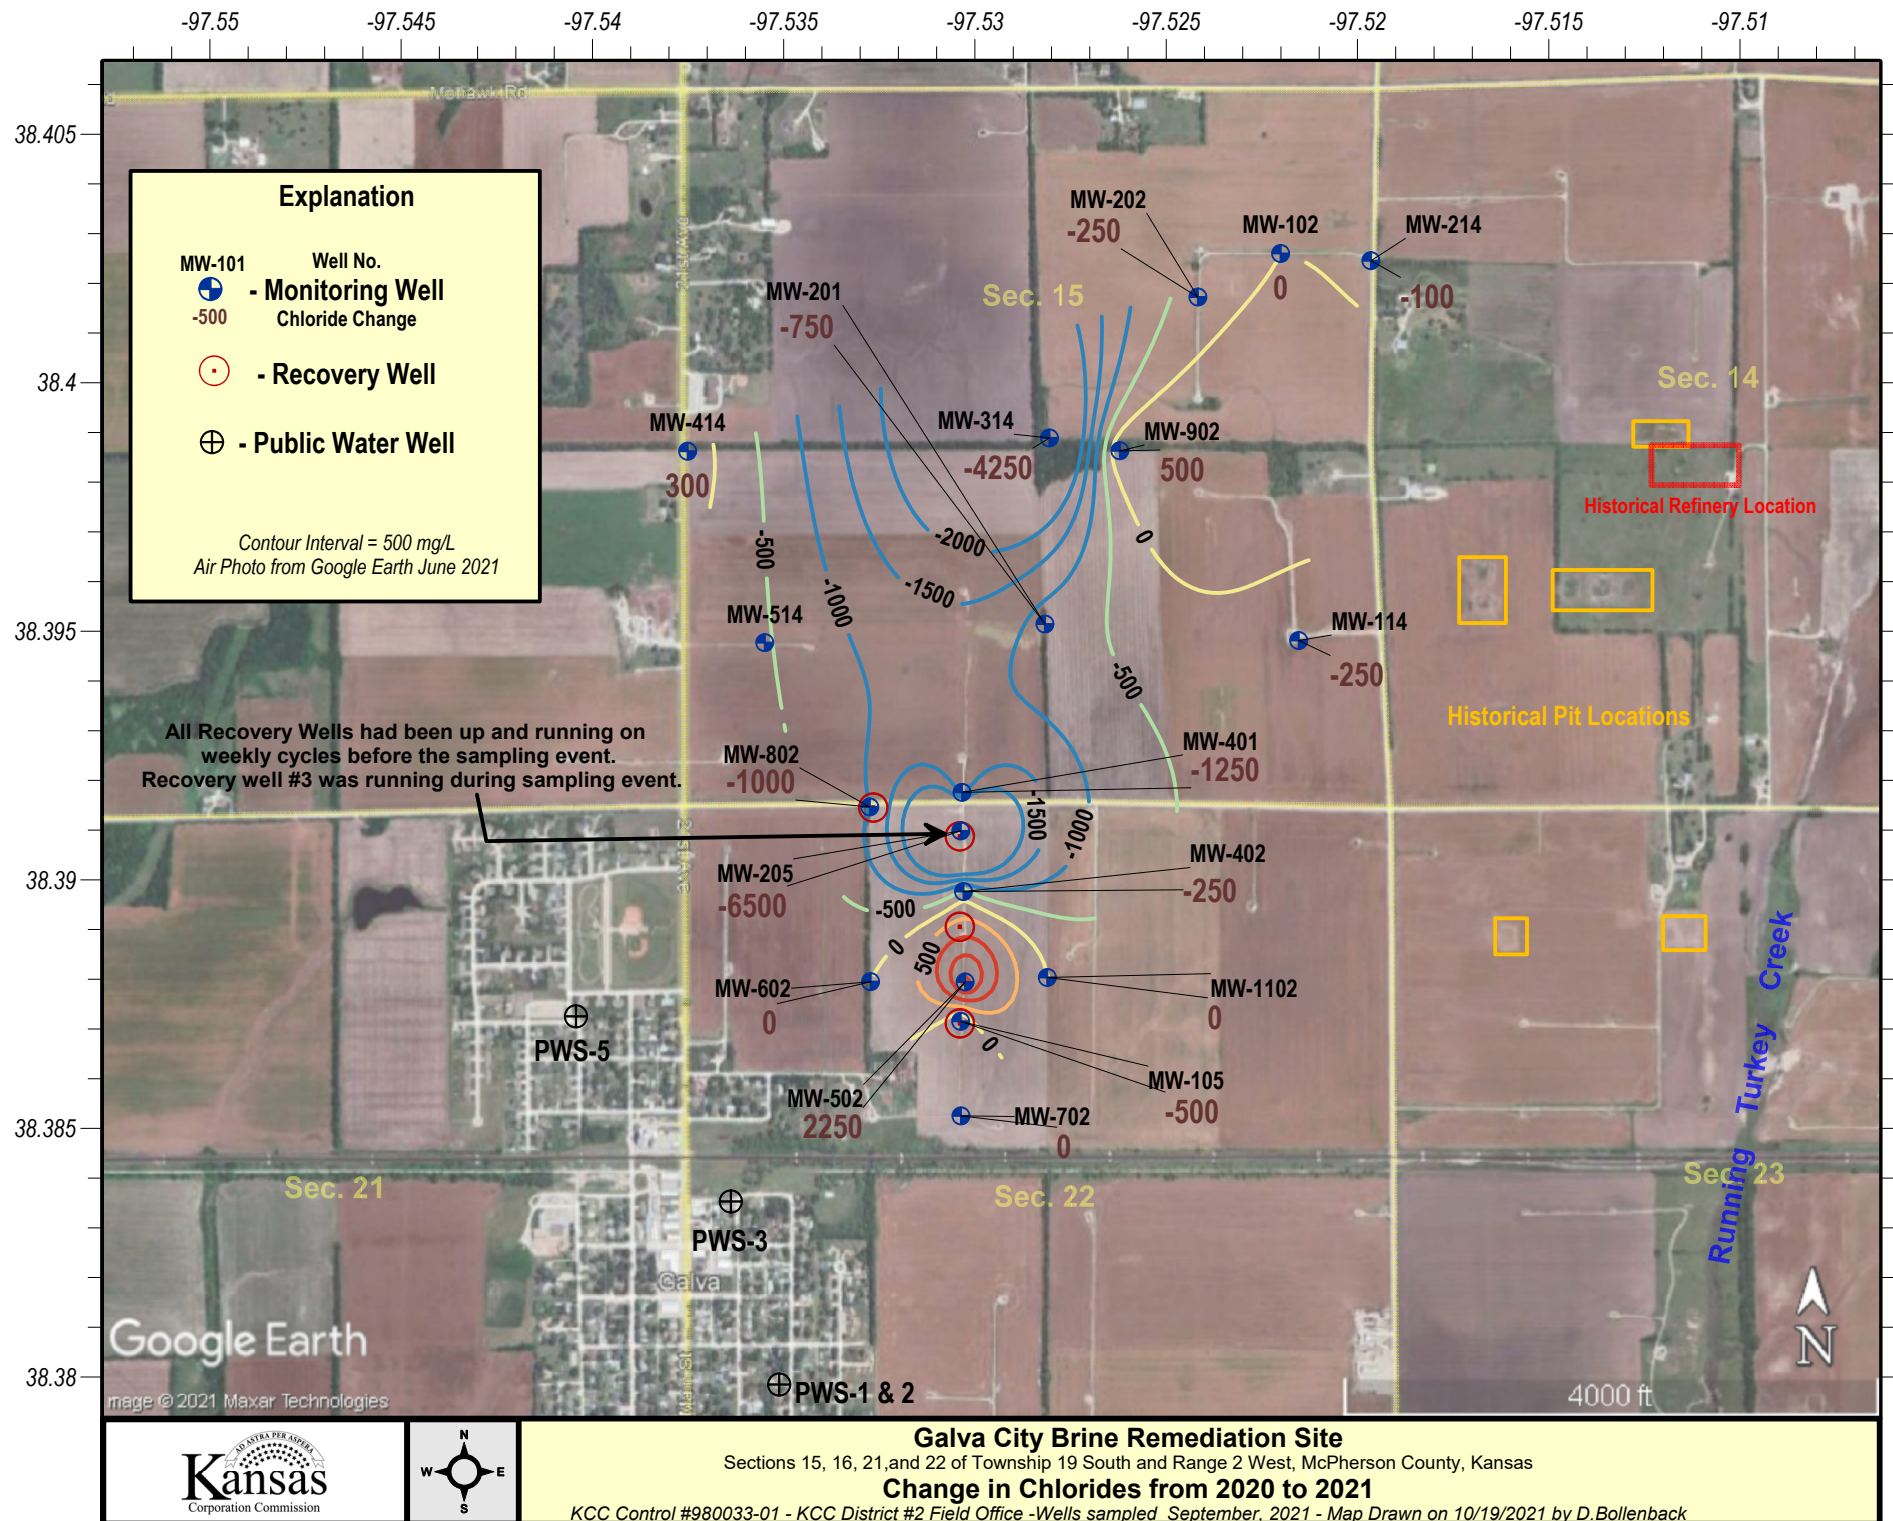 -97.55 -97.545 -97.54 -97.535 -97.53 -97.525 -97.52 -97.515 -97.51
38.405
38.4
38.395
38.39
38.385
38.38
Mohawk Rd
Explanation
MW-101
Well No.
- Monitoring Well
-500
Chloride Change
- Recovery Well
- Public Water Well
Contour Interval = 500 mg/L
Air Photo from Google Earth June 2021
MW-202
-250
MW-102
0
MW-214
-100
Sec. 15
MW-201
-750
Sec. 14
MW-414
300
MW-314
-4250
MW-902
500
Historical Refinery Location
-500
-1000
-1500
-2000
0
-500
MW-514
MW-114
-250
Historical Pit Locations
All Recovery Wells had been up and running on
weekly cycles before the sampling event.
Recovery well #3 was running during sampling event.
MW-802
-1000
MW-401
-1250
-1500
-1000
MW-205
-6500
MW-402
-250
-500
0
500
MW-602
0
MW-1102
0
PWS-5
0
MW-502
2250
MW-105
-500
MW-702
0
Running Turkey Creek
Sec. 21
Sec. 22
Sec. 23
PWS-3
Galva
PWS-1 & 2
Google Earth
mage © 2021 Maxar Technologies
4000 ft
N
AD ASTRA PER ASPERA
Kansas
Corporation Commission
N
W E
S
Galva City Brine Remediation Site
Sections 15, 16, 21,and 22 of Township 19 South and Range 2 West, McPherson County, Kansas
Change in Chlorides from 2020 to 2021
KCC Control #980033-01 - KCC District #2 Field Office -Wells sampled September, 2021 - Map Drawn on 10/19/2021 by D.Bollenback